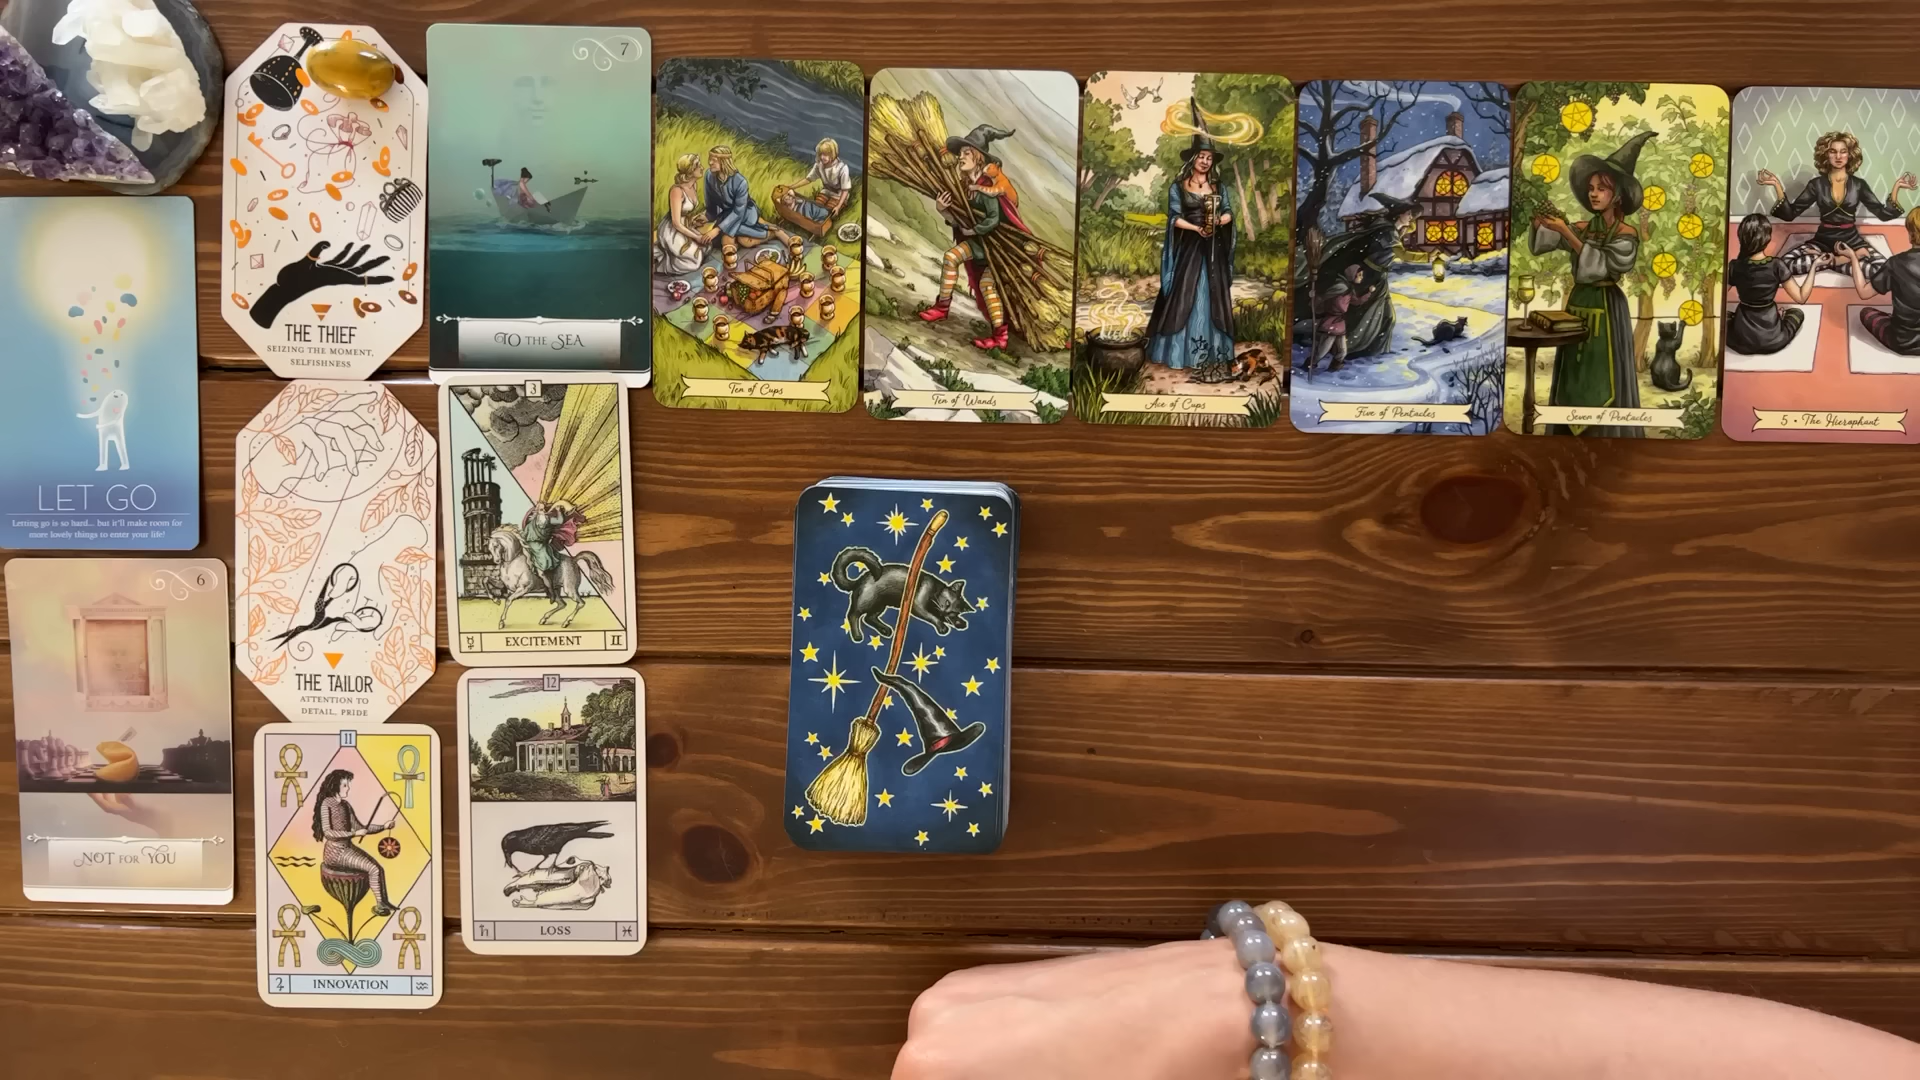 THE THIEF
SEIZING THE MOMENT,
SELFISHNESS
7
TO THE SEA
Ten of Cups
Ten of Wands
Ace of Cups
Five of Pentacles
Seven of Pentacles
5 • The Hierophant
LET GO
Letting go is so hard... but it'll make room for
more lovely things to enter your life!
THE TAILOR
ATTENTION TO
DETAIL, PRIDE
3
EXCITEMENT
6
NOT FOR YOU
11
INNOVATION
12
LOSS